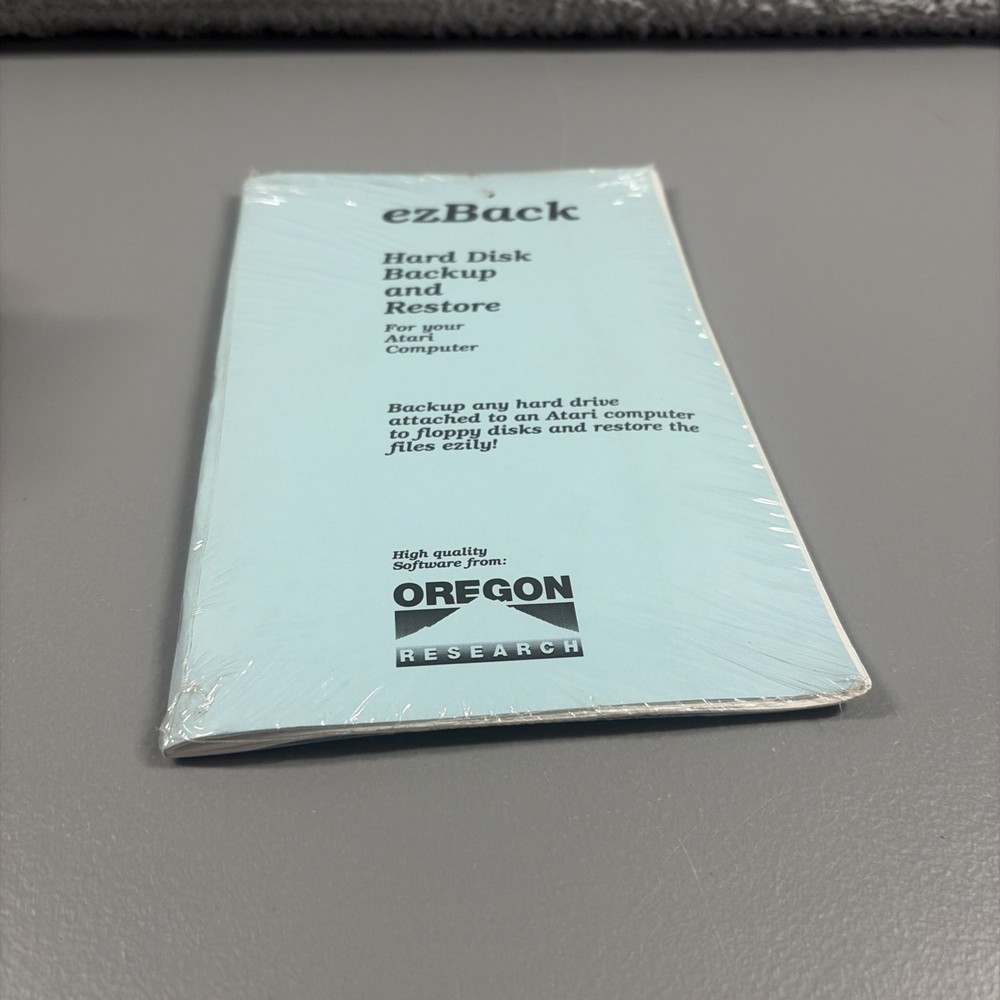 ezBack
Hard Disk
Backup
and
Restore
For your
Atari
Computer
Backup any hard drive
attached to an Atari computer
to floppy disks and restore the
files ezily!
High quality
Software from:
OREGON
RESEARCH